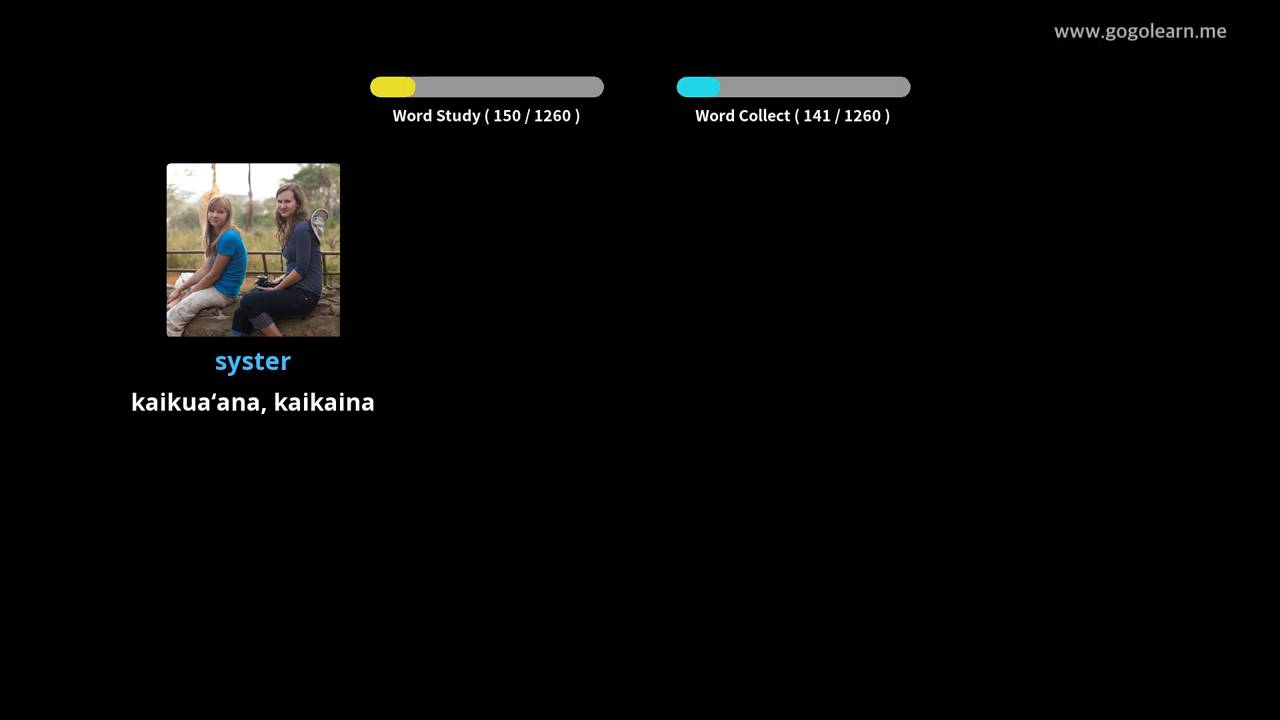 www.gogolearn.me
Word Study ( 150 / 1260 )
Word Collect ( 141 / 1260 )
syster
kaikuaʻana, kaikaina